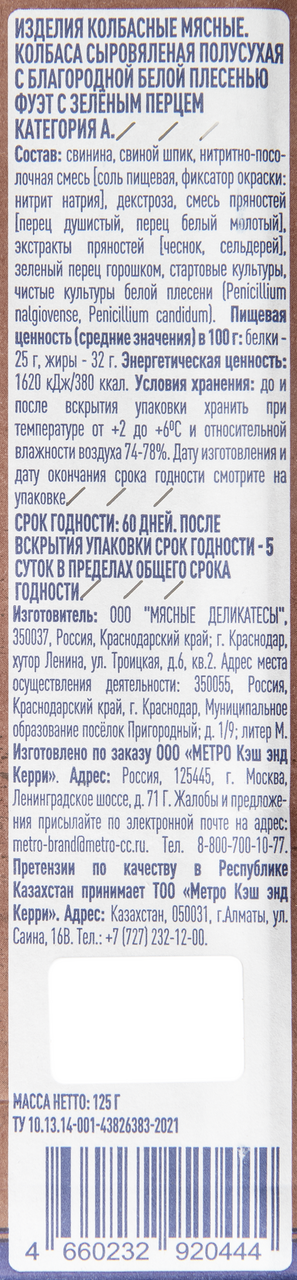 ИЗДЕЛИЯ КОЛБАСНЫЕ МЯСНЫЕ.
КОЛБАСА СЫРОВЯЛЕНАЯ ПОЛУСУХАЯ
С БЛАГОРОДНОЙ БЕЛОЙ ПЛЕСЕНЬЮ
ФУЭТ С ЗЕЛЁНЫМ ПЕРЦЕМ
КАТЕГОРИЯ А.
Состав: свинина, свиной шпик, нитритно-посо-
лочная смесь [соль пищевая, фиксатор окраски:
нитрит натрия], декстроза, смесь пряностей
[перец душистый, перец белый молотый],
экстракты пряностей [чеснок, сельдерей],
зеленый перец горошком, стартовые культуры,
чистые культуры белой плесени (Penicillium
nalgiovense, Penicillium candidum). Пищевая
ценность (средние значения) в 100 г: белки -
25 г, жиры - 32 г. Энергетическая ценность:
1620 кДж/380 ккал. Условия хранения: до и
после вскрытия упаковки хранить при
температуре от +2 до +6ºС и относительной
влажности воздуха 74-78%. Дату изготовления и
дату окончания срока годности смотрите на
упаковке.
СРОК ГОДНОСТИ: 60 ДНЕЙ. ПОСЛЕ
ВСКРЫТИЯ УПАКОВКИ СРОК ГОДНОСТИ - 5
СУТОК В ПРЕДЕЛАХ ОБЩЕГО СРОКА
ГОДНОСТИ.
Изготовитель: ООО "МЯСНЫЕ ДЕЛИКАТЕСЫ",
350037, Россия, Краснодарский край; г. Краснодар,
хутор Ленина, ул. Троицкая, д.6, кв.2. Адрес места
осуществления деятельности: 350055, Россия,
Краснодарский край, г. Краснодар, Муниципальное
образование посёлок Пригородный; д. 1/9; литер М.
Изготовлено по заказу ООО «МЕТРО Кэш энд
Керри». Адрес: Россия, 125445, г. Москва,
Ленинградское шоссе, д. 71 Г. Жалобы и предложе-
ния присылайте по электронной почте на адрес:
metro-brand@metro-cc.ru. Тел. 8-800-700-10-77.
Претензии по качеству в Республике
Казахстан принимает ТОО «Метро Кэш энд
Керри». Адрес: Казахстан, 050031, г.Алматы, ул.
Саина, 16В. Тел.: +7 (727) 232-12-00.
МАССА НЕТТО: 125 Г
ТУ 10.13.14-001-43826383-2021
4 660232 920444